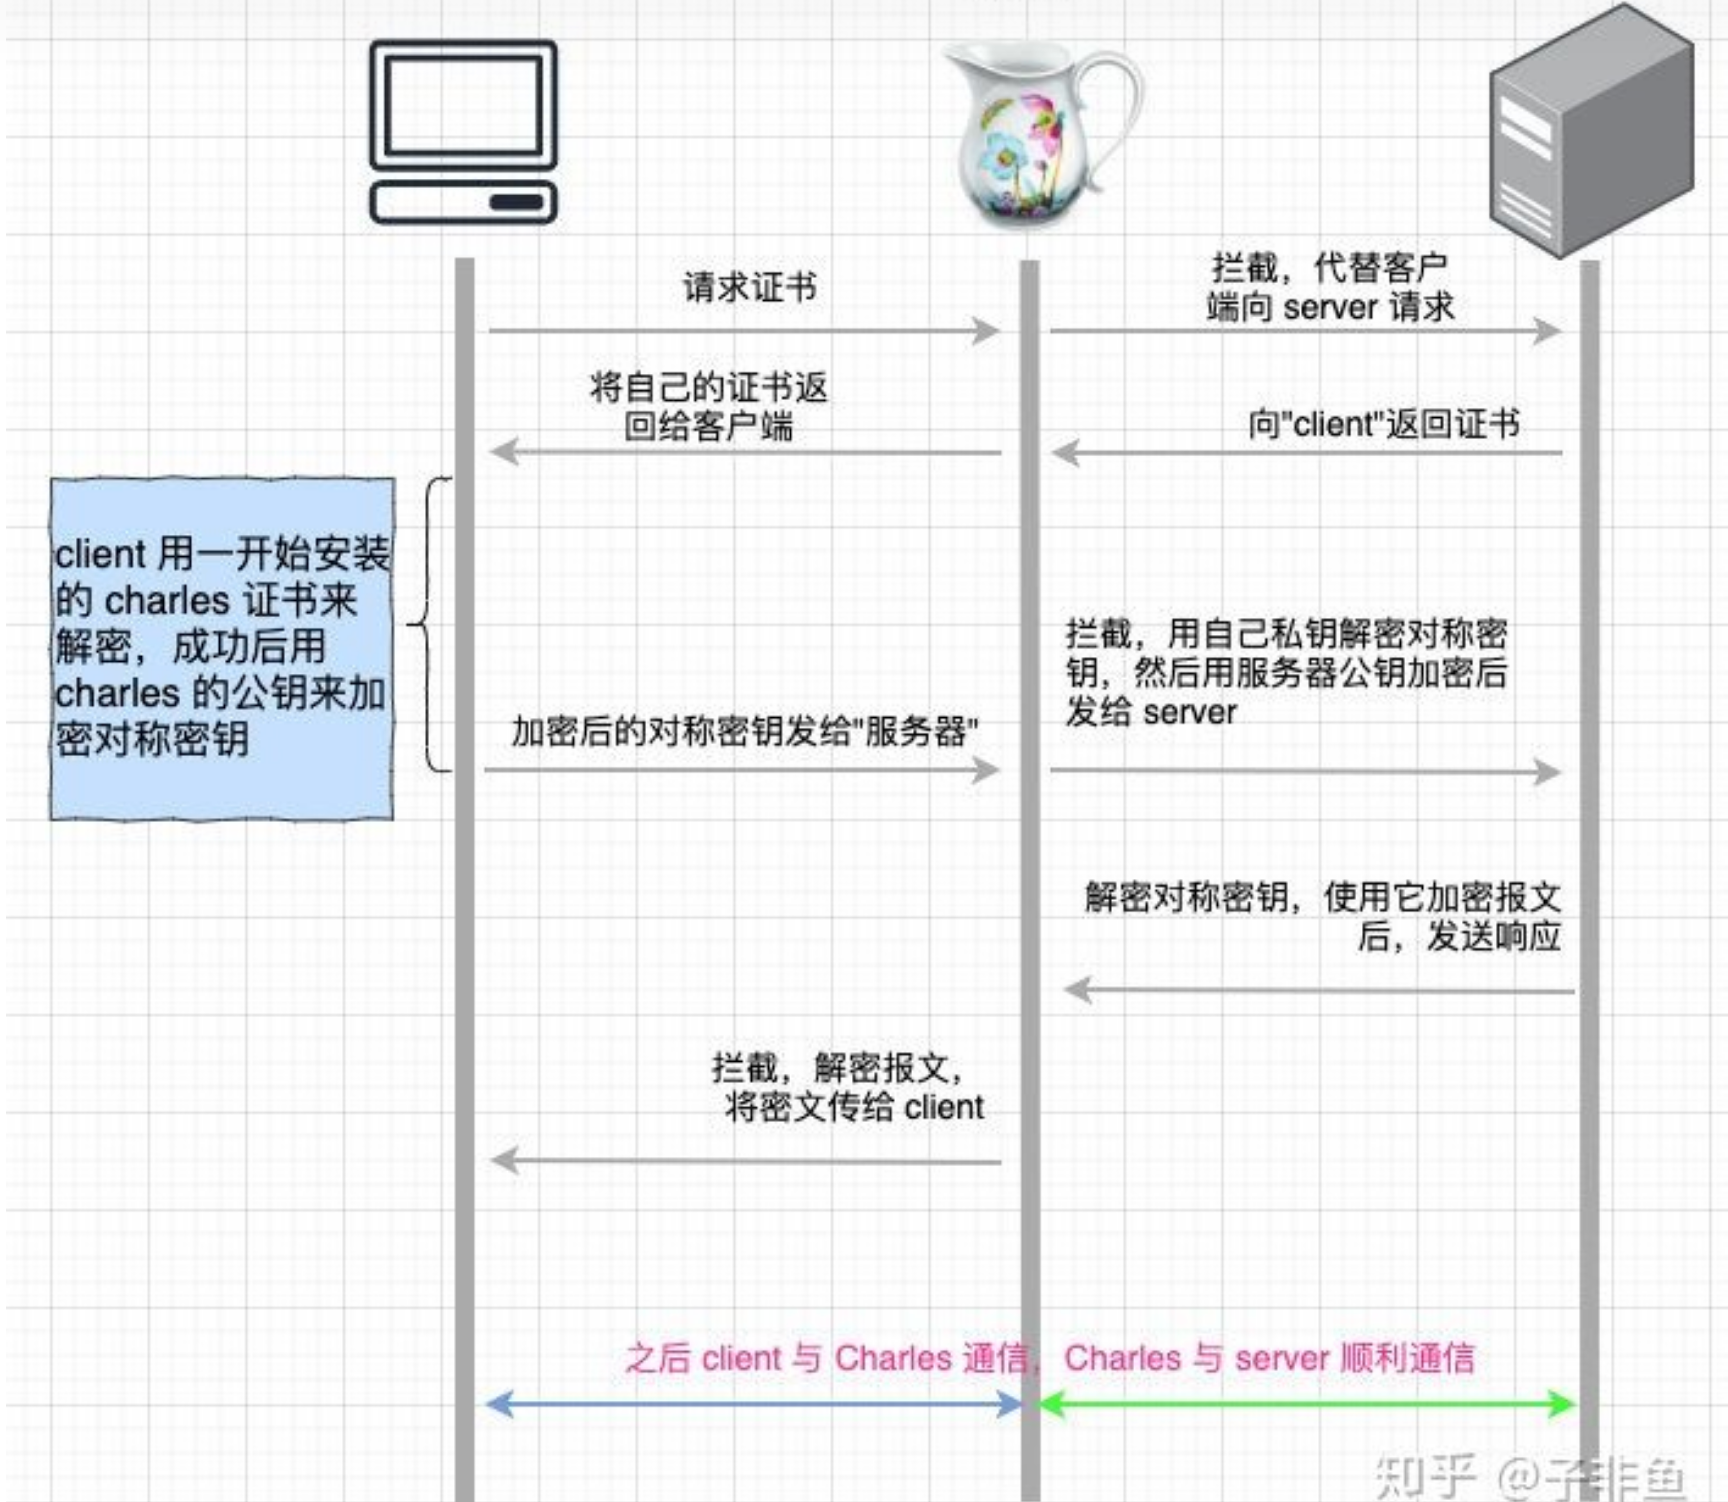 请求证书
拦截，代替客户
端向 server 请求
将自己的证书返
回给客户端
向"client"返回证书
client 用一开始安装
的 charles 证书来
解密，成功后用
charles 的公钥来加
密对称密钥
加密后的对称密钥发给"服务器"
拦截，用自己私钥解密对称密
钥，然后用服务器公钥加密后
发给 server
解密对称密钥，使用它加密报文
后，发送响应
拦截，解密报文，
将密文传给 client
之后 client 与 Charles 通信，Charles 与 server 顺利通信
知乎 @子非鱼